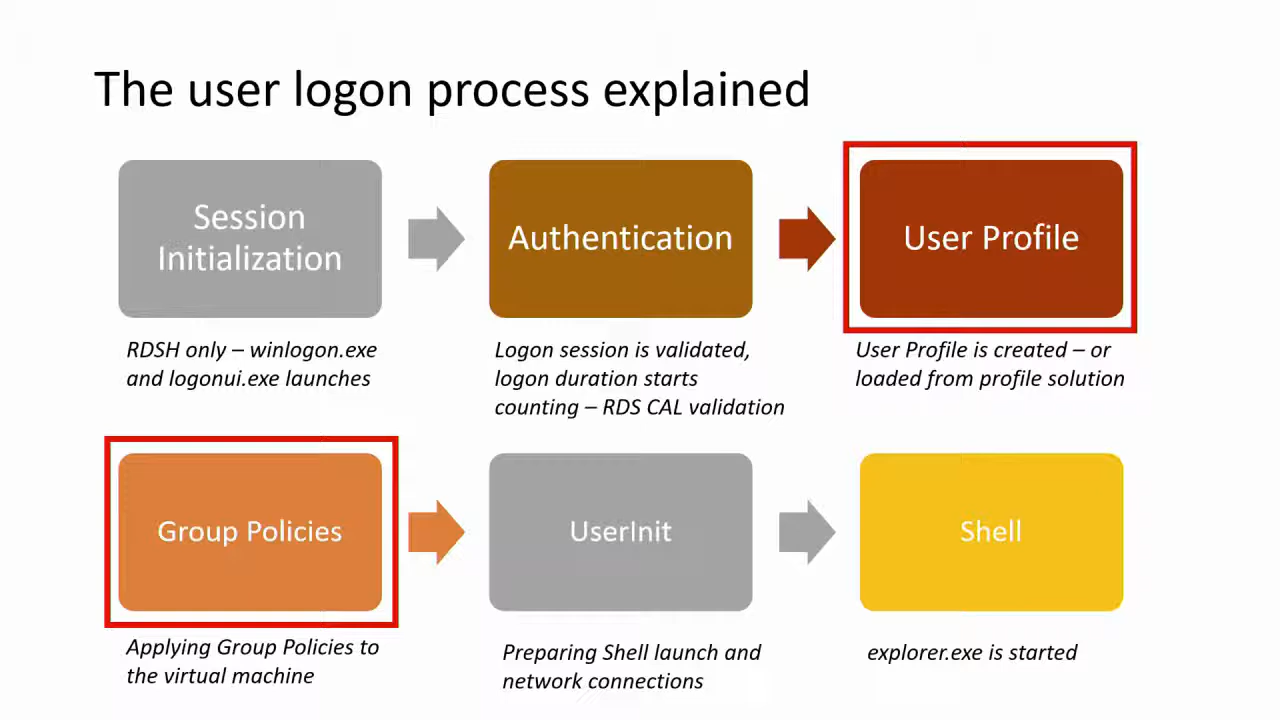 The user logon process explained
Session
Initialization
Authentication
User Profile
RDSH only – winlogon.exe
and logonui.exe launches
Logon session is validated,
logon duration starts
counting – RDS CAL validation
User Profile is created – or
loaded from profile solution
Group Policies
UserInit
Shell
Applying Group Policies to
the virtual machine
Preparing Shell launch and
network connections
explorer.exe is started